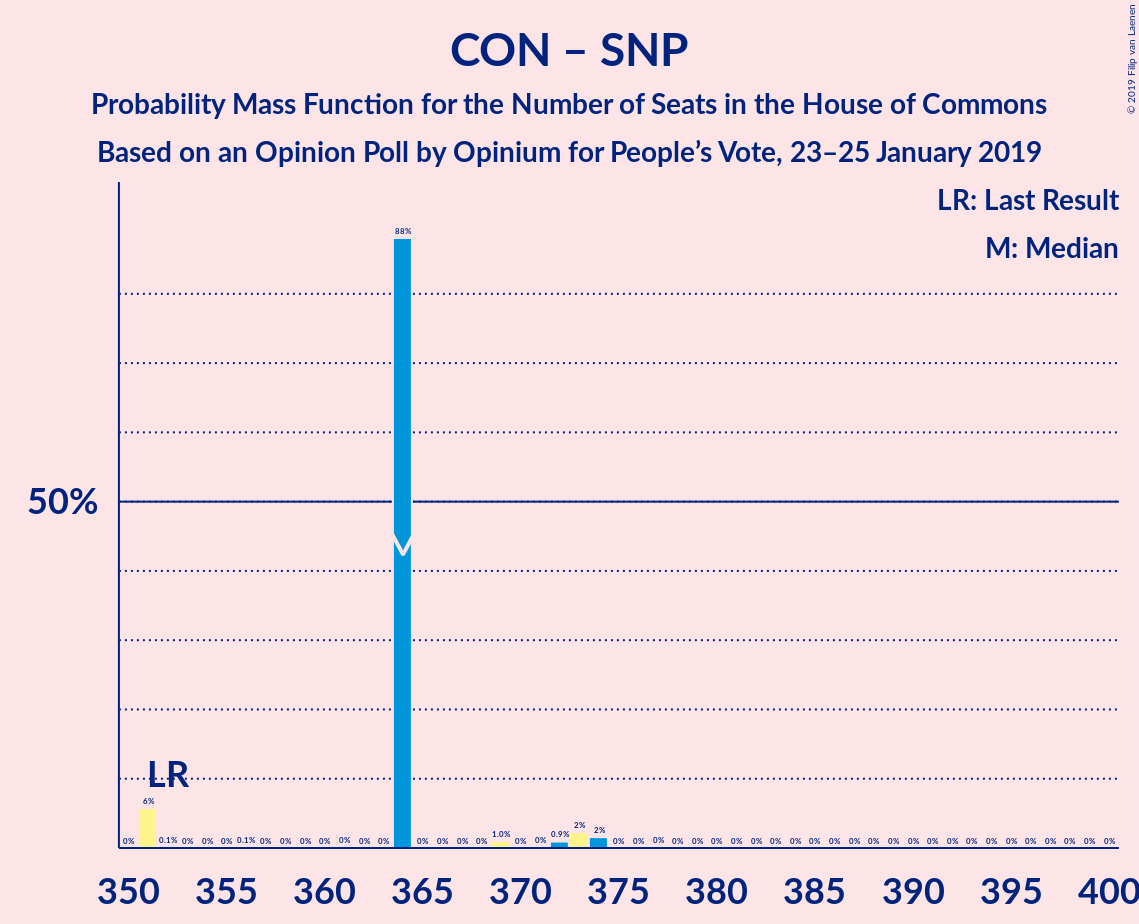 CON – SNP
Probability Mass Function for the Number of Seats in the House of Commons
Based on an Opinion Poll by Opinium for People’s Vote, 23–25 January 2019
© 2019 Filip van Laenen
LR: Last Result
M: Median
88%
50%
LR
0% 6% 0.1% 0% 0% 0% 0.1% 0% 0% 0% 0% 0% 0% 0% 0% 0% 0% 0% 1.0% 0% 0% 0.9% 2% 2% 0% 0% 0% 0% 0% 0% 0% 0% 0% 0% 0% 0% 0% 0% 0% 0% 0% 0% 0% 0% 0% 0% 0% 0% 0% 0%
350 355 360 365 370 375 380 385 390 395 400